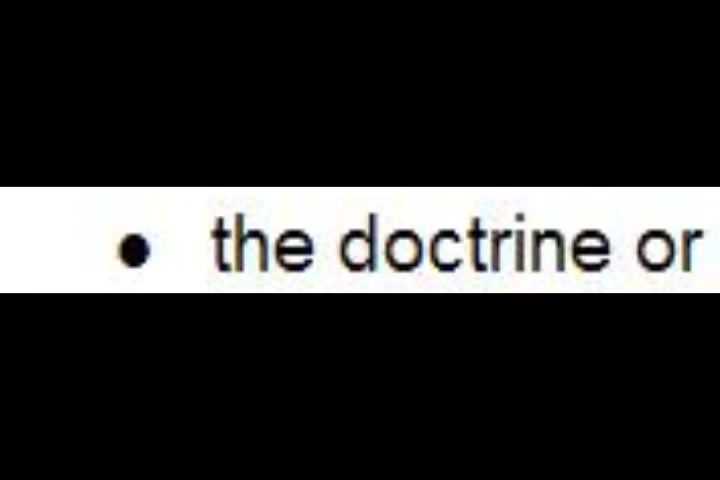 • the doctrine or